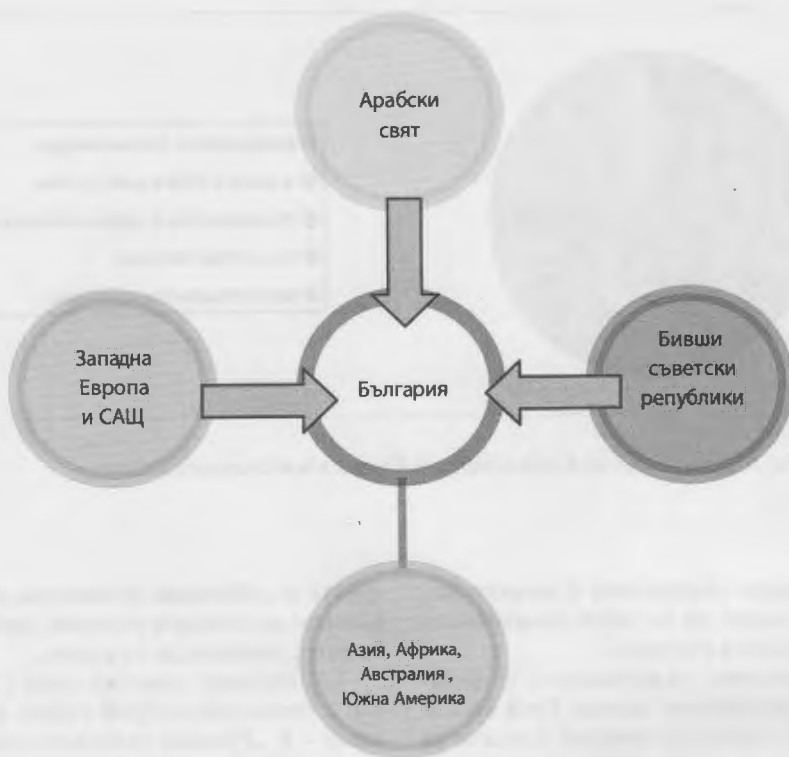 Арабски
свят
Западна
Европа
и САЩ
България
Бивши
съветски
републики
Азия, Африка,
Австралия,
Южна Америка